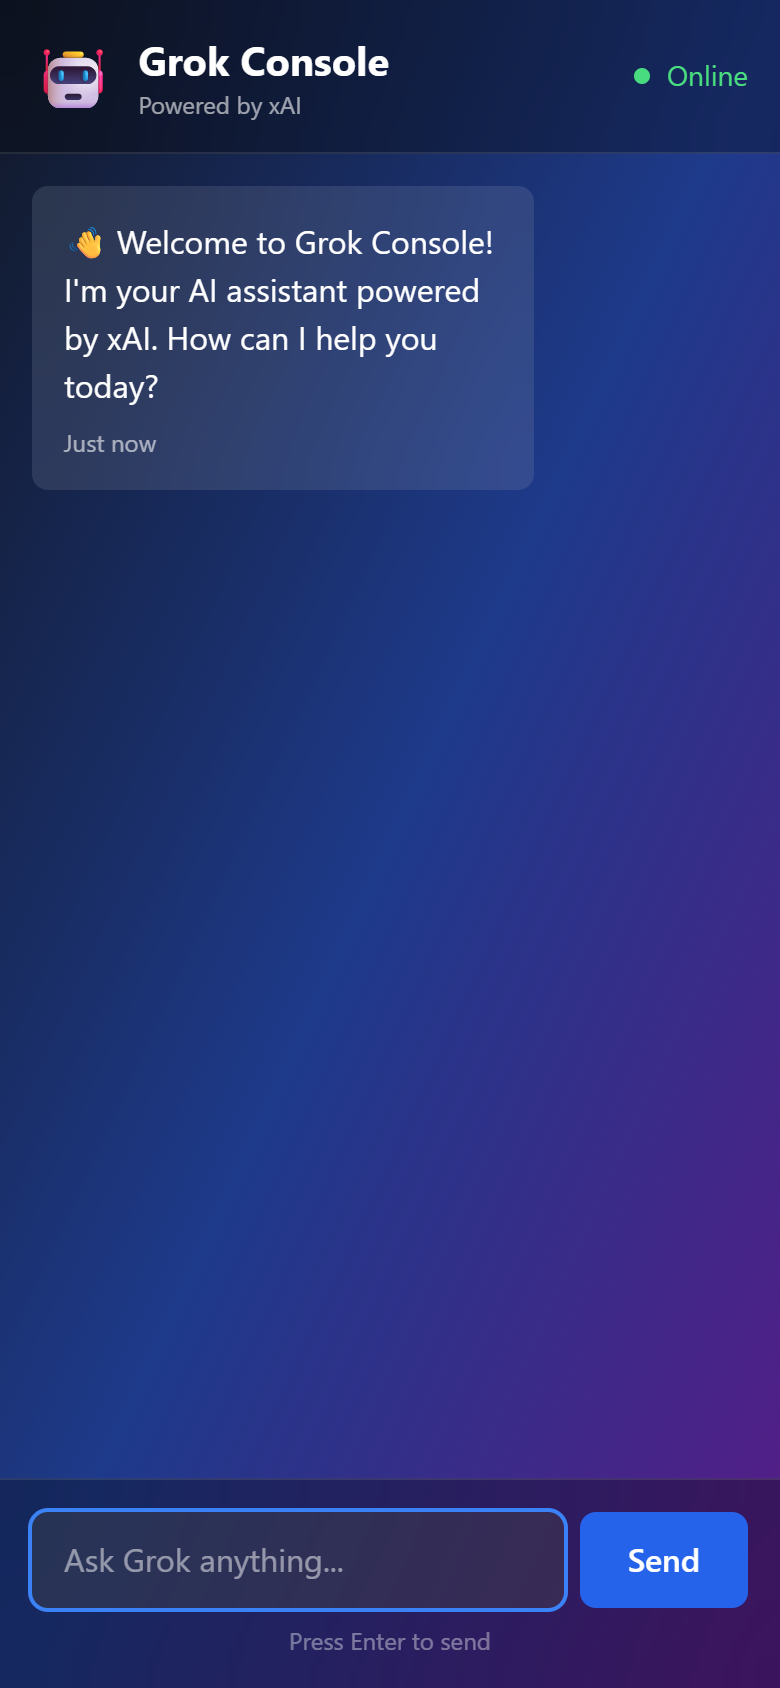 Grok Console
Powered by xAI
Online
👋 Welcome to Grok Console!
I'm your AI assistant powered
by xAI. How can I help you
today?
Just now
Ask Grok anything...
Send
Press Enter to send